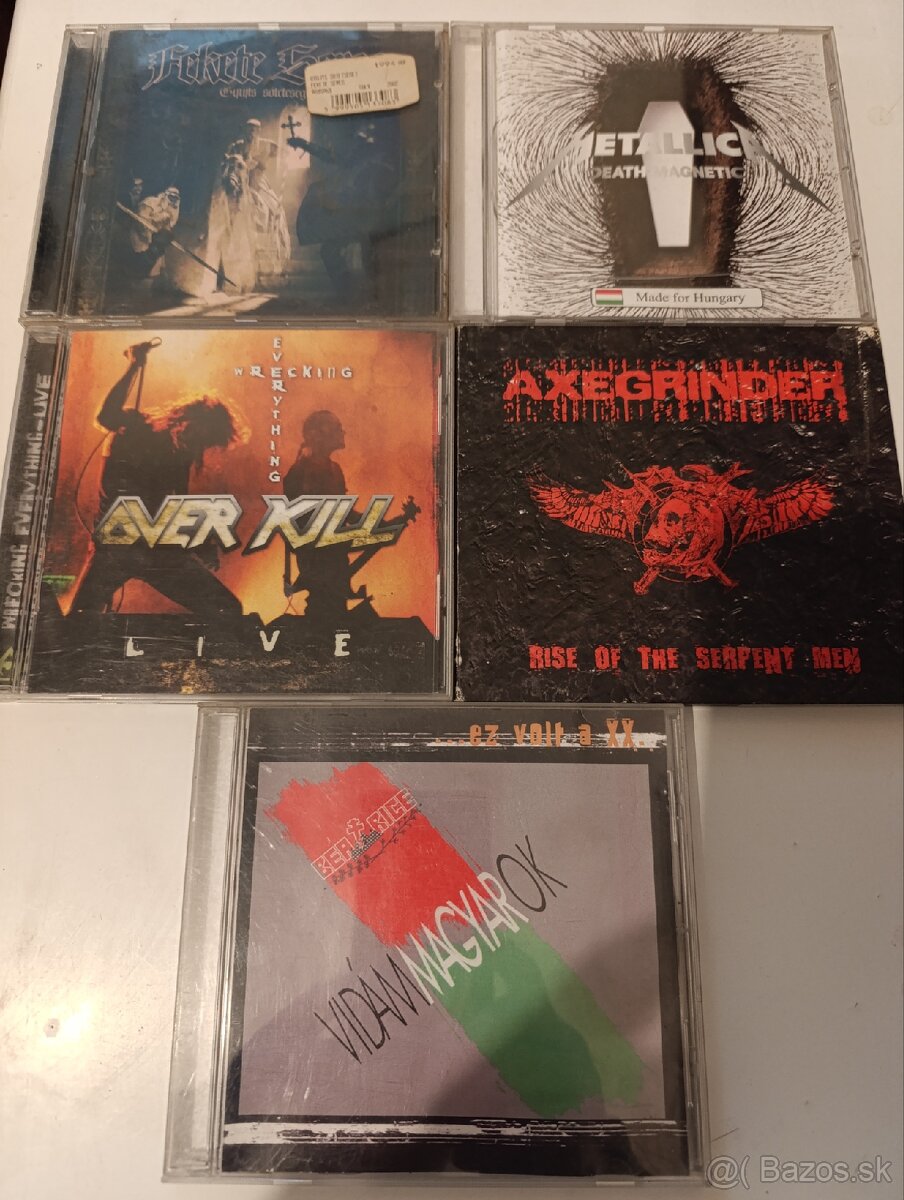 Fekete
1994
METALLICA
DEATH MAGNETIC
Made for Hungary
WRECKING EVERYTHING-LIVE
WRECKING
EVERYTHING
OVER KILL
LIVE
AXEGRINDER
RISE OF THE SERPENT MEN
...ez volt a XX.
BEATRICE
VIDÁM MAGYAROK
@( Bazos.sk